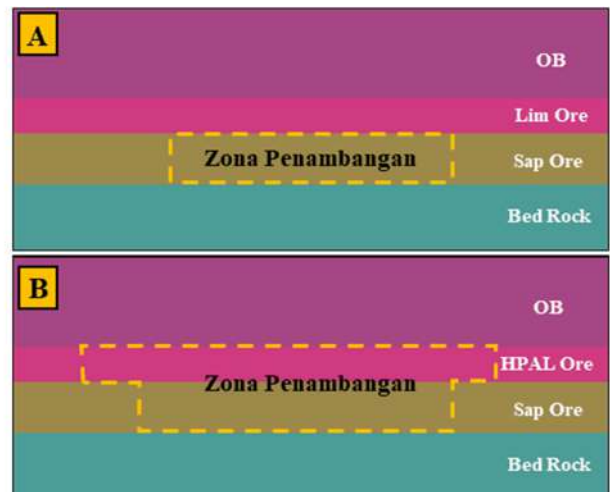 A
OB
Lim Ore
Zona Penambangan
Sap Ore
Bed Rock
B
OB
HPAL Ore
Zona Penambangan
Sap Ore
Bed Rock